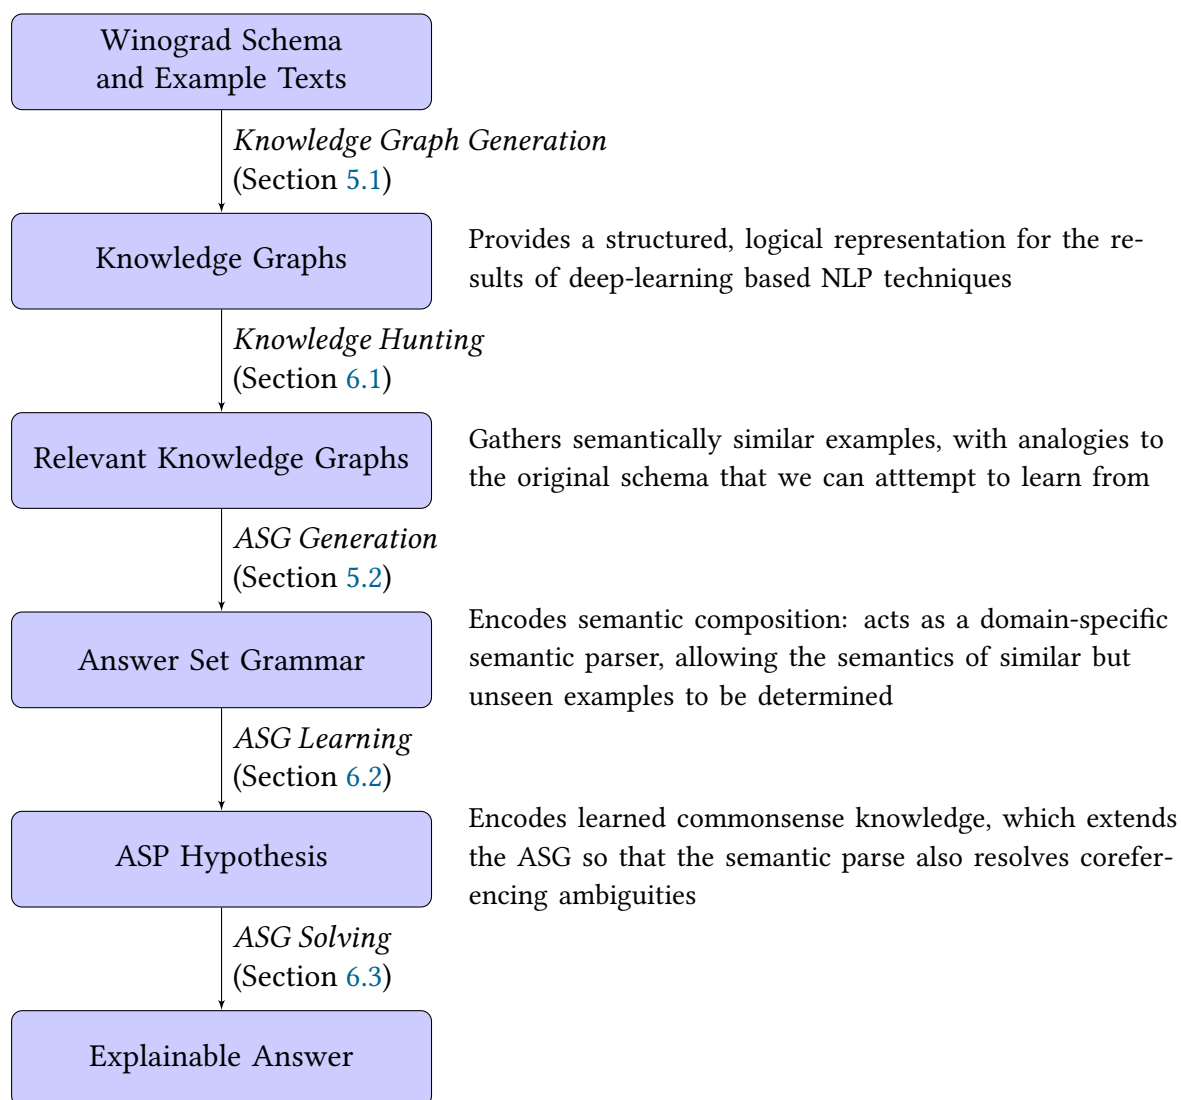 Winograd Schema
and Example Texts
Knowledge Graph Generation
(Section 5.1)
Knowledge Graphs
Provides a structured, logical representation for the re-
sults of deep-learning based NLP techniques
Knowledge Hunting
(Section 6.1)
Relevant Knowledge Graphs
Gathers semantically similar examples, with analogies to
the original schema that we can atttempt to learn from
ASG Generation
(Section 5.2)
Answer Set Grammar
Encodes semantic composition: acts as a domain-specific
semantic parser, allowing the semantics of similar but
unseen examples to be determined
ASG Learning
(Section 6.2)
ASP Hypothesis
Encodes learned commonsense knowledge, which extends
the ASG so that the semantic parse also resolves corefer-
encing ambiguities
ASG Solving
(Section 6.3)
Explainable Answer